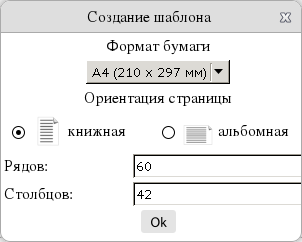 Создание шаблона
Формат бумаги
A4 (210 x 297 мм)
Ориентация страницы
книжная альбомная
Рядов: 60
Столбцов: 42
Ok